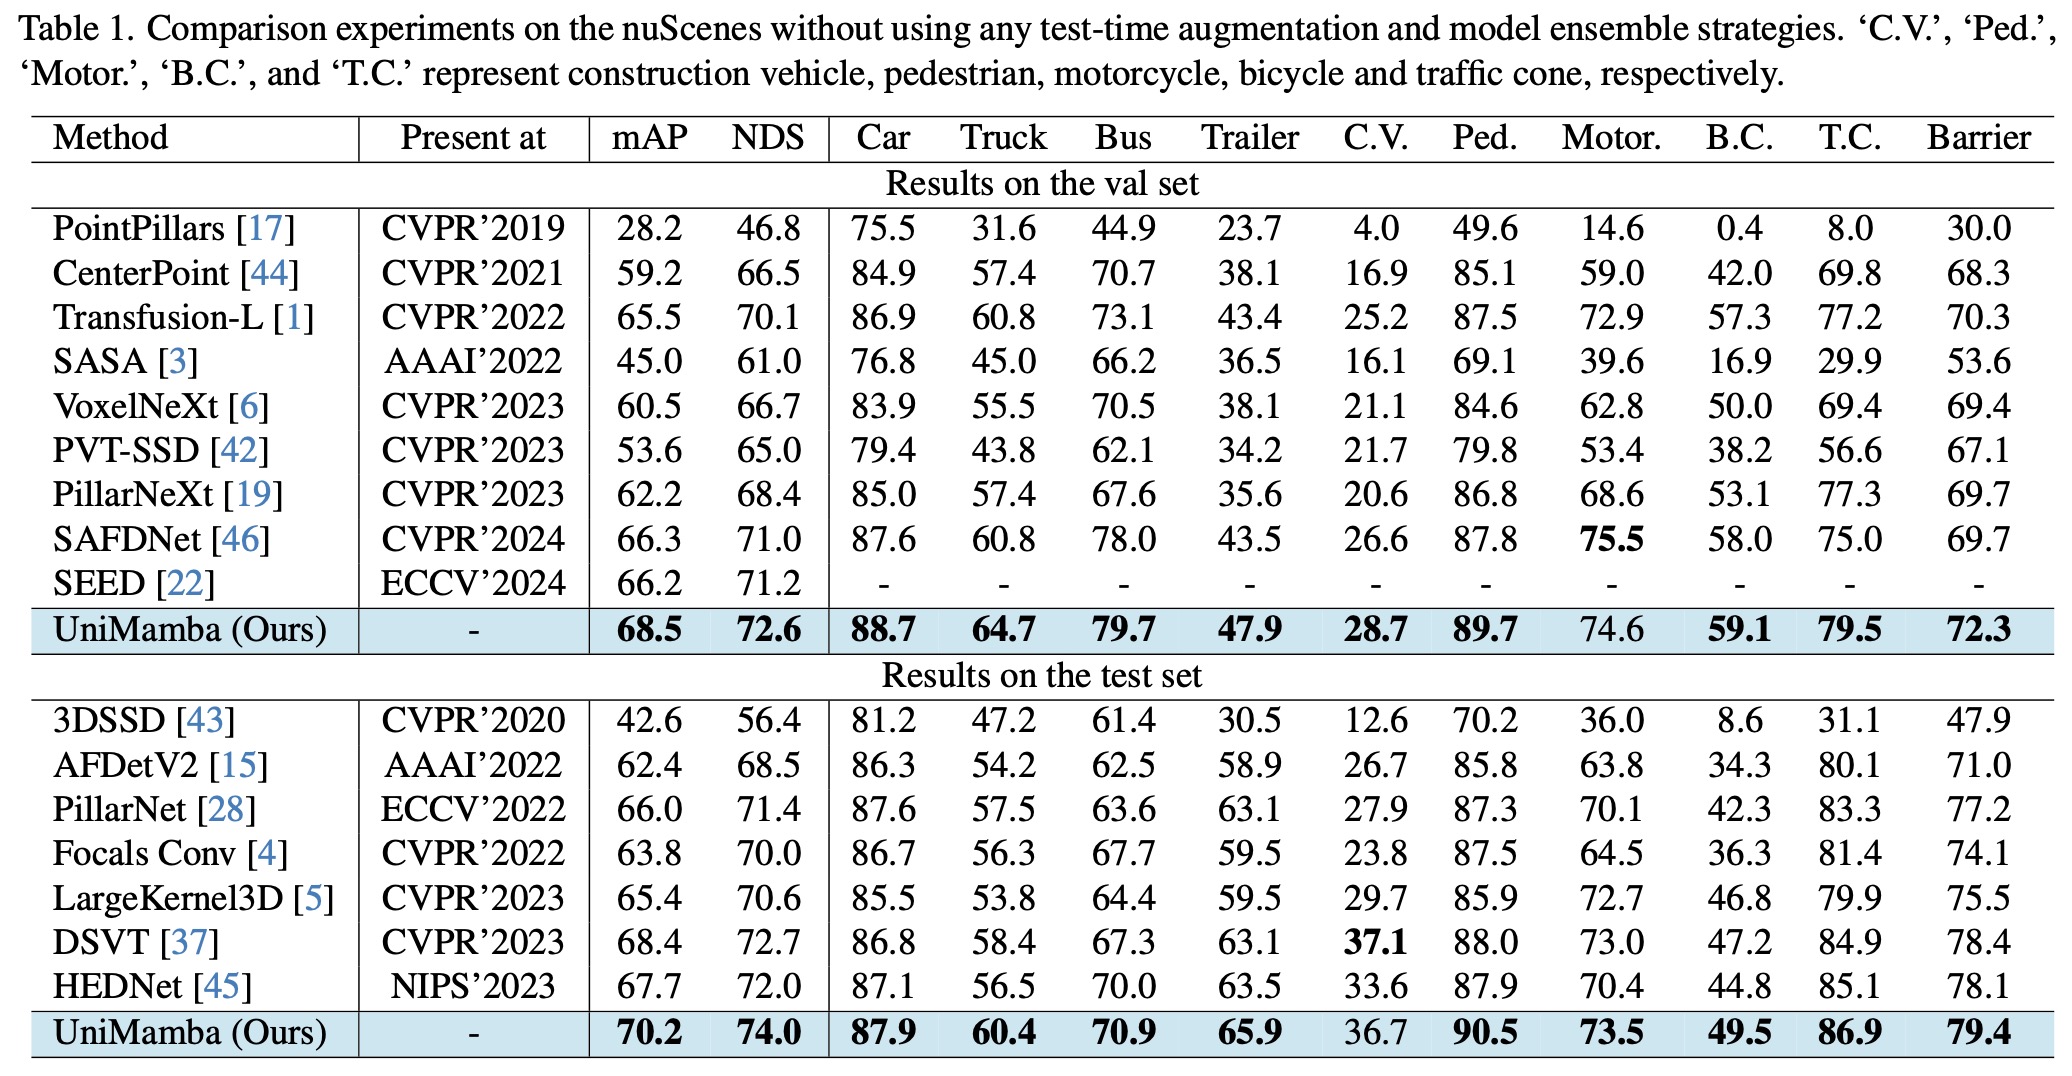 Table 1. Comparison experiments on the nuScenes without using any test-time augmentation and model ensemble strategies. ‘C.V.’, ‘Ped.’,
‘Motor.’, ‘B.C.’, and ‘T.C.’ represent construction vehicle, pedestrian, motorcycle, bicycle and traffic cone, respectively.
Method Present at mAP NDS Car Truck Bus Trailer C.V. Ped. Motor. B.C. T.C. Barrier
Results on the val set
PointPillars [17] CVPR’2019 28.2 46.8 75.5 31.6 44.9 23.7 4.0 49.6 14.6 0.4 8.0 30.0
CenterPoint [44] CVPR’2021 59.2 66.5 84.9 57.4 70.7 38.1 16.9 85.1 59.0 42.0 69.8 68.3
Transfusion-L [1] CVPR’2022 65.5 70.1 86.9 60.8 73.1 43.4 25.2 87.5 72.9 57.3 77.2 70.3
SASA [3] AAAI’2022 45.0 61.0 76.8 45.0 66.2 36.5 16.1 69.1 39.6 16.9 29.9 53.6
VoxelNeXt [6] CVPR’2023 60.5 66.7 83.9 55.5 70.5 38.1 21.1 84.6 62.8 50.0 69.4 69.4
PVT-SSD [42] CVPR’2023 53.6 65.0 79.4 43.8 62.1 34.2 21.7 79.8 53.4 38.2 56.6 67.1
PillarNeXt [19] CVPR’2023 62.2 68.4 85.0 57.4 67.6 35.6 20.6 86.8 68.6 53.1 77.3 69.7
SAFDNet [46] CVPR’2024 66.3 71.0 87.6 60.8 78.0 43.5 26.6 87.8 75.5 58.0 75.0 69.7
SEED [22] ECCV’2024 66.2 71.2 - - - - - - - - - -
UniMamba (Ours) - 68.5 72.6 88.7 64.7 79.7 47.9 28.7 89.7 74.6 59.1 79.5 72.3
Results on the test set
3DSSD [43] CVPR’2020 42.6 56.4 81.2 47.2 61.4 30.5 12.6 70.2 36.0 8.6 31.1 47.9
AFDetV2 [15] AAAI’2022 62.4 68.5 86.3 54.2 62.5 58.9 26.7 85.8 63.8 34.3 80.1 71.0
PillarNet [28] ECCV’2022 66.0 71.4 87.6 57.5 63.6 63.1 27.9 87.3 70.1 42.3 83.3 77.2
Focals Conv [4] CVPR’2022 63.8 70.0 86.7 56.3 67.7 59.5 23.8 87.5 64.5 36.3 81.4 74.1
LargeKernel3D [5] CVPR’2023 65.4 70.6 85.5 53.8 64.4 59.5 29.7 85.9 72.7 46.8 79.9 75.5
DSVT [37] CVPR’2023 68.4 72.7 86.8 58.4 67.3 63.1 37.1 88.0 73.0 47.2 84.9 78.4
HEDNet [45] NIPS’2023 67.7 72.0 87.1 56.5 70.0 63.5 33.6 87.9 70.4 44.8 85.1 78.1
UniMamba (Ours) - 70.2 74.0 87.9 60.4 70.9 65.9 36.7 90.5 73.5 49.5 86.9 79.4